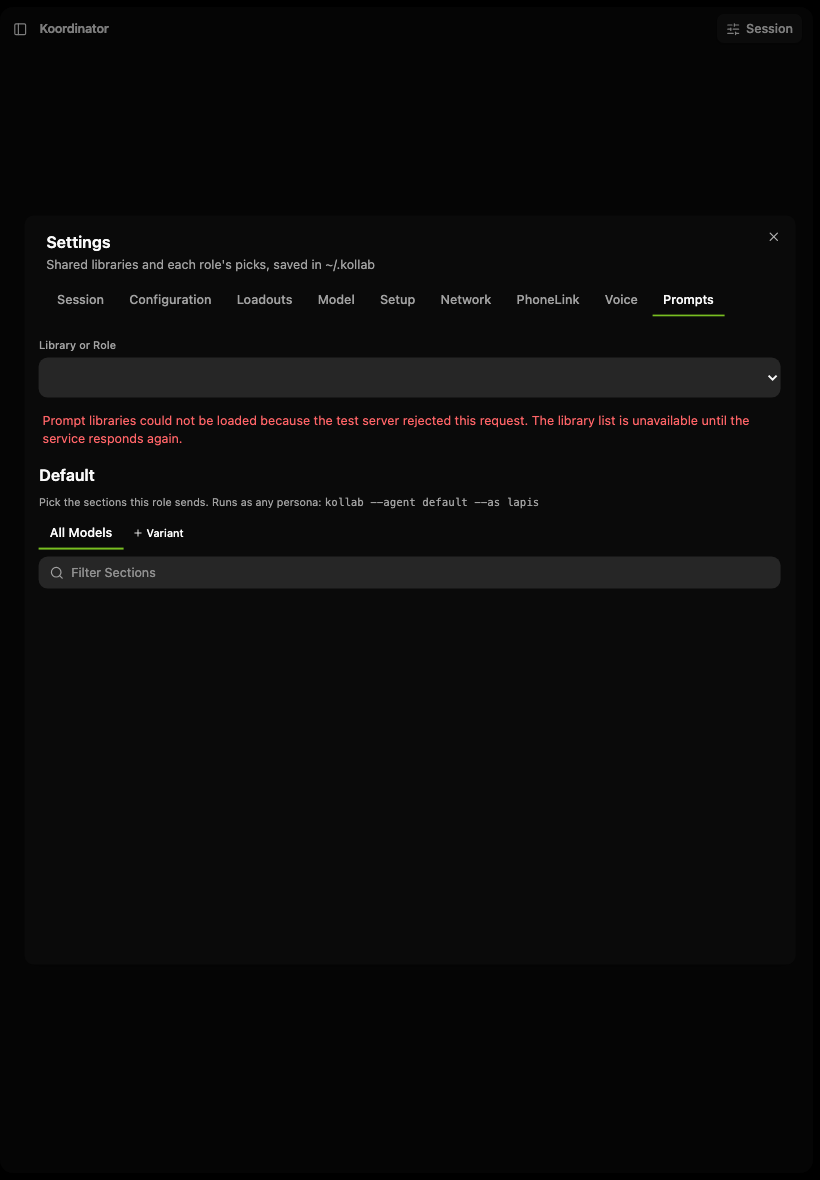 Koordinator
Session
Settings
Shared libraries and each role's picks, saved in ~/.kollab
Session Configuration Loadouts Model Setup Network PhoneLink Voice Prompts
Library or Role
Prompt libraries could not be loaded because the test server rejected this request. The library list is unavailable until the
service responds again.
Default
Pick the sections this role sends. Runs as any persona: kollab --agent default --as lapis
All Models + Variant
Filter Sections